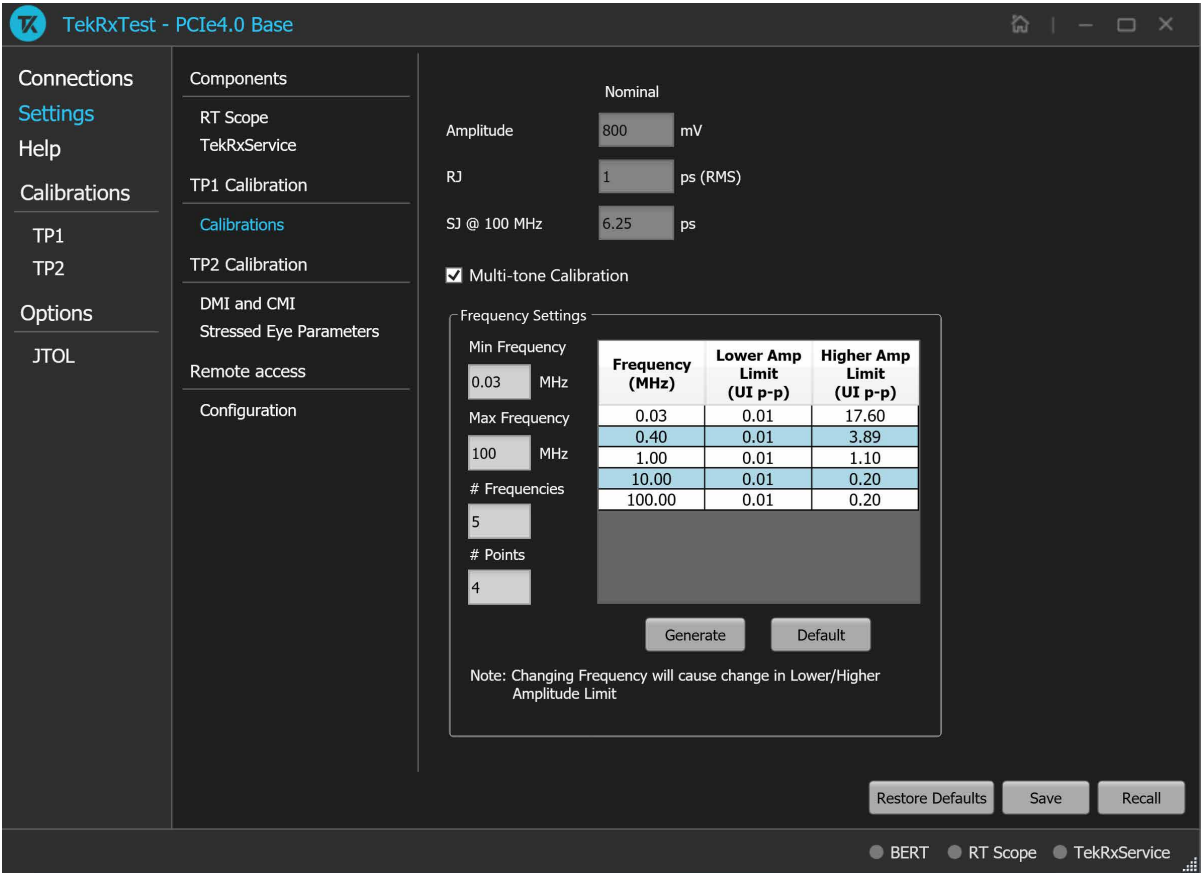 TK TekRxTest - PCIe4.0 Base
Connections
Settings
Help
Calibrations
TP1
TP2
Options
JTOL
Components
RT Scope
TekRxService
TP1 Calibration
Calibrations
TP2 Calibration
DMI and CMI
Stressed Eye Parameters
Remote access
Configuration
Nominal
Amplitude 800 mV
RJ 1 ps (RMS)
SJ @ 100 MHz 6.25 ps
Multi-tone Calibration
Frequency Settings
Min Frequency
0.03 MHz
Max Frequency
100 MHz
# Frequencies
5
# Points
4
Frequency
(MHz)
Lower Amp
Limit
(UI p-p)
Higher Amp
Limit
(UI p-p)
0.03 0.01 17.60
0.40 0.01 3.89
1.00 0.01 1.10
10.00 0.01 0.20
100.00 0.01 0.20
Generate Default
Note: Changing Frequency will cause change in Lower/Higher
Amplitude Limit
Restore Defaults Save Recall
BERT RT Scope TekRxService